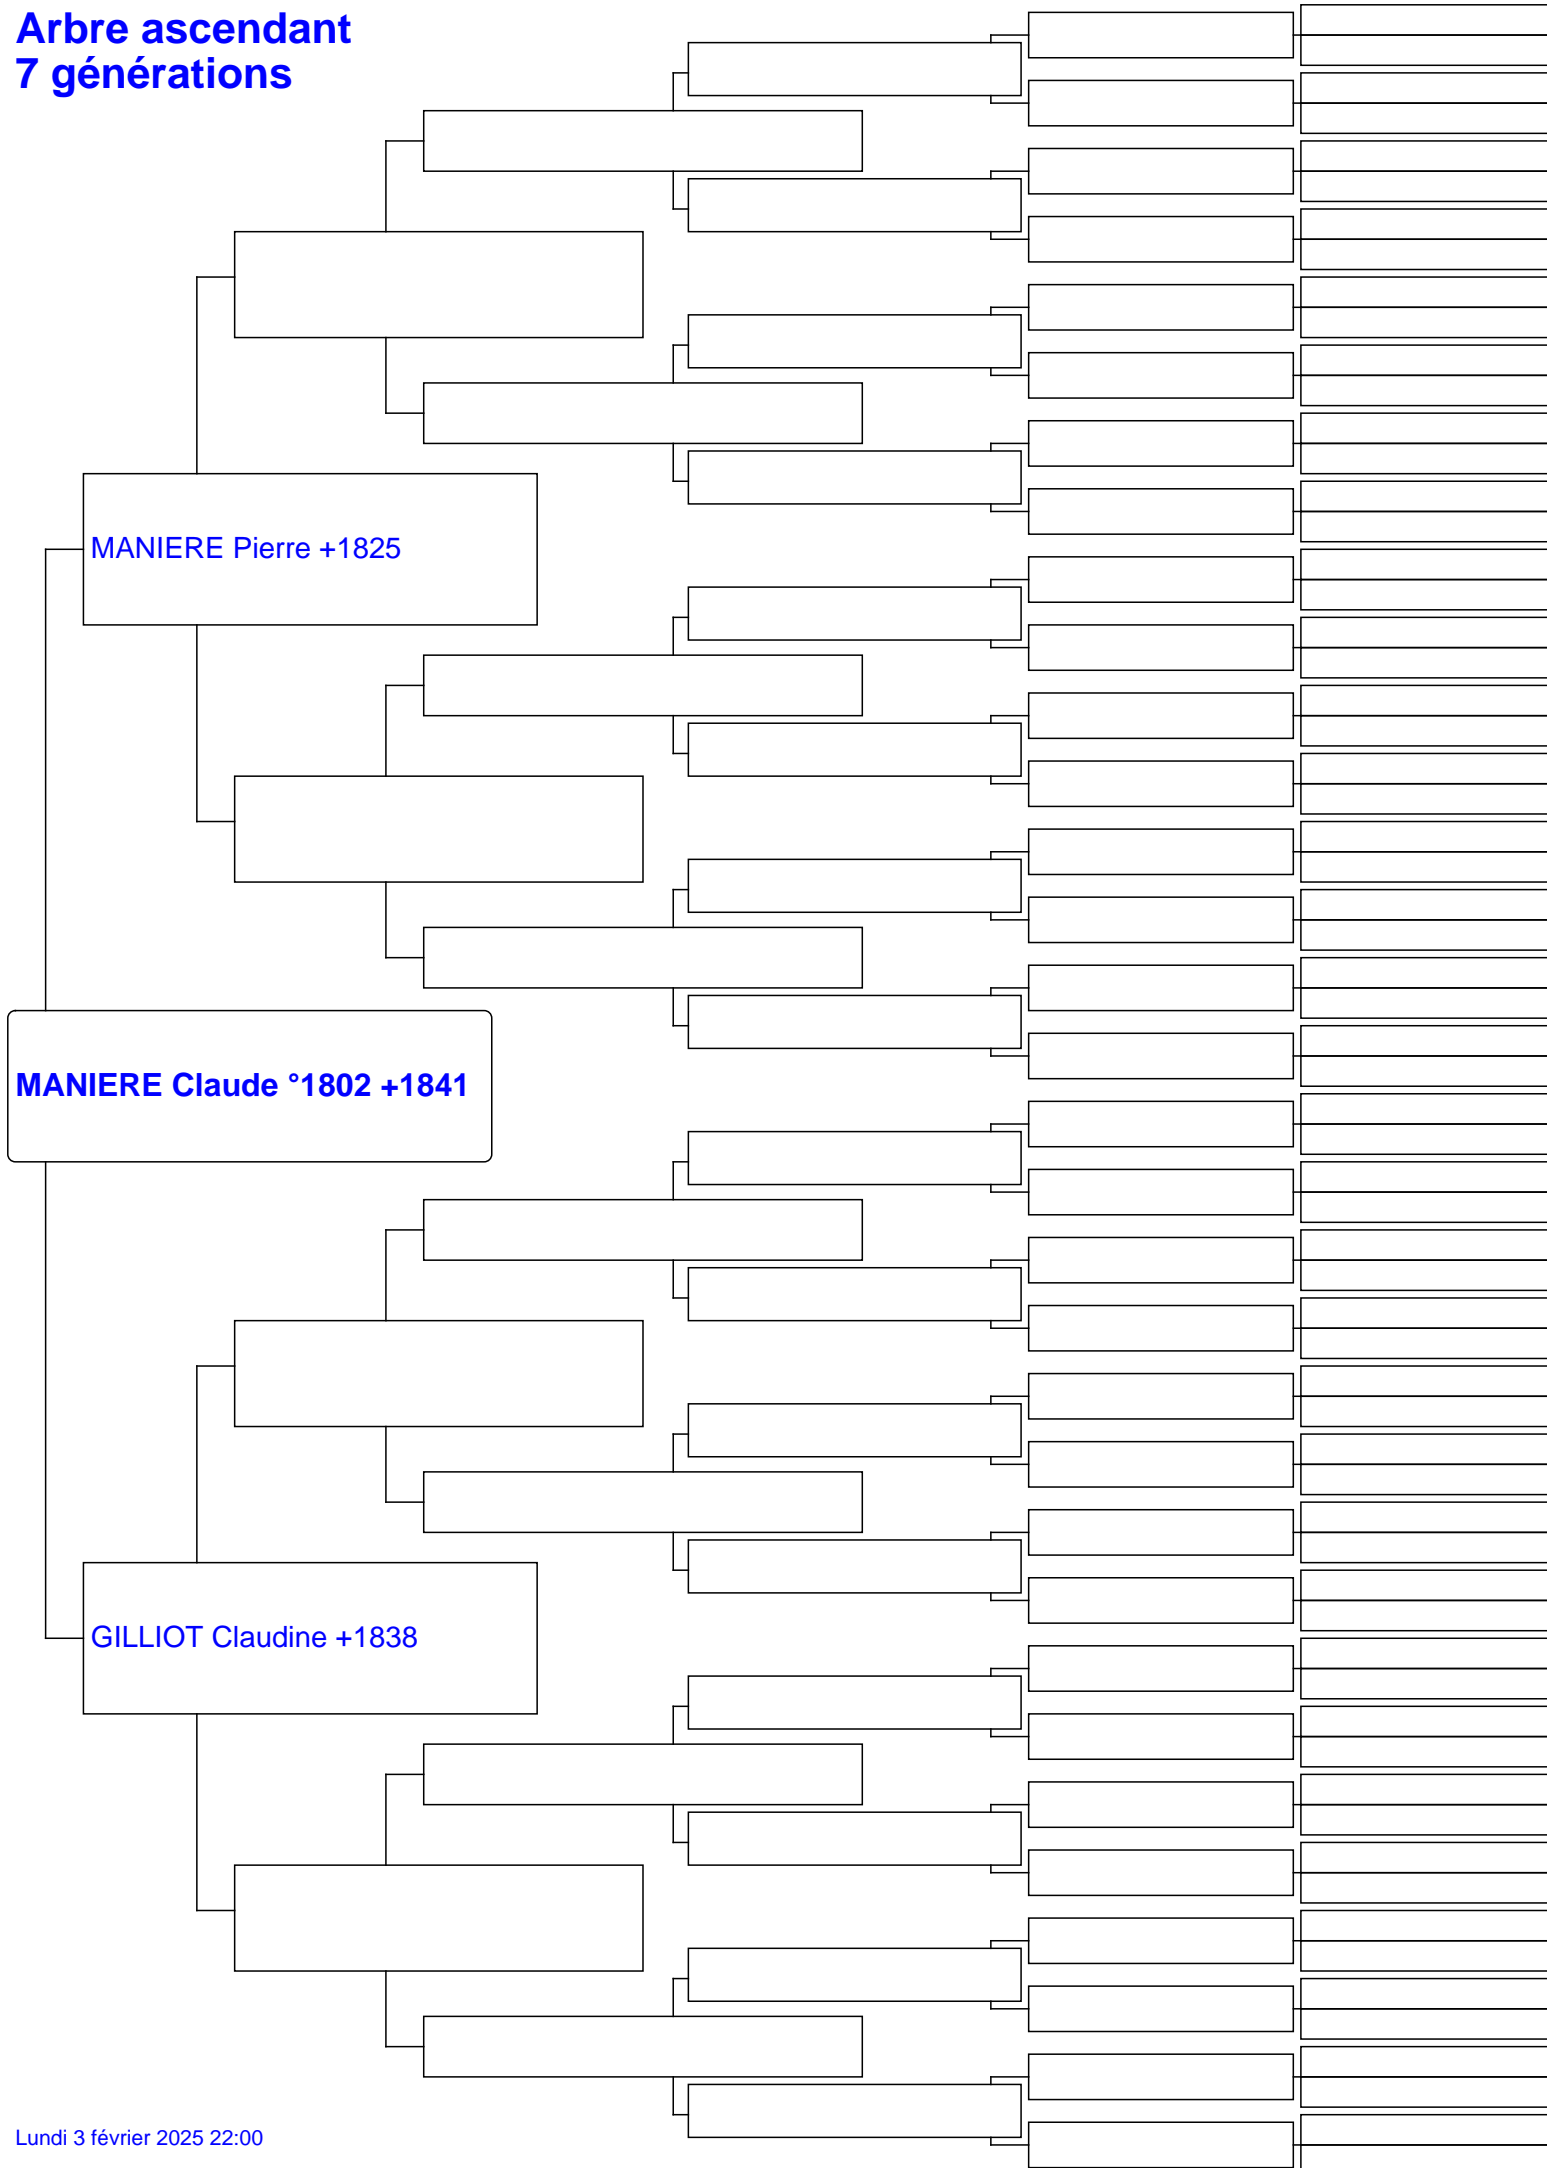 Arbre ascendant
7 générations
MANIERE Pierre +1825
MANIERE Claude °1802 +1841
GILLIOT Claudine +1838
Lundi 3 février 2025 22:00